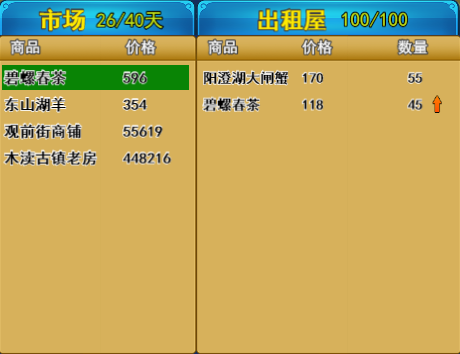 市场 26/40天
商品 价格
碧螺春茶 596
东山湖羊 354
观前街商铺 55619
木渎古镇老房 448216
出租屋 100/100
商品 价格 数量
阳澄湖大闸蟹 170 55
碧螺春茶 118 45